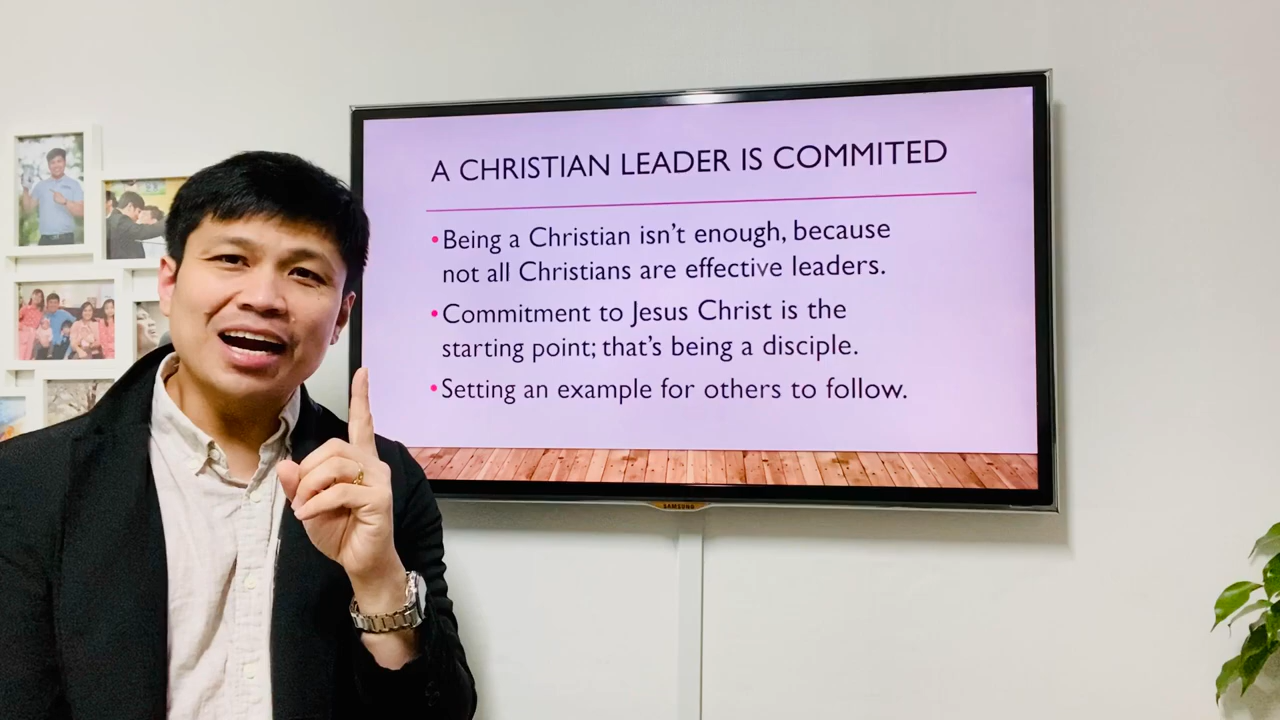 A CHRISTIAN LEADER IS COMMITED
•Being a Christian isn't enough, because
not all Christians are effective leaders.
•Commitment to Jesus Christ is the
starting point; that's being a disciple.
•Setting an example for others to follow.
SAMSUNG